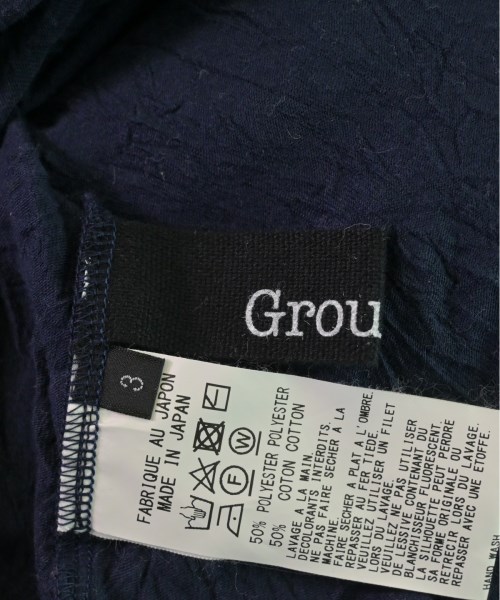 Grou
3
FABRIQUE AU JAPON
MADE IN JAPAN
F W
50% POLYESTER POLYESTER
50% COTON COTTON
LAVAGE A LA MAIN.
DECOLORANTS INTERDITS.
NE PAS FAIRE SECHER A LA
MACHINE.
FAIRE SECHER A PLAT A L'OMBRE.
REPASSER AU FER TIEDE.
VEUILLEZ UTILISER UN FILET
LORS DU LAVAGE.
VEUILLEZ NE PAS UTILISER
DE LESSIVE CONTENANT DU
BLANCHISSEUR FLUORESCENT.
LA SILHOUETTE PEUT PERDRE
SA FORME ORIGINALE OU
RETRECIR LORS DU LAVAGE.
REPASSER AVEC UNE ETOFFE.
HAND WASH